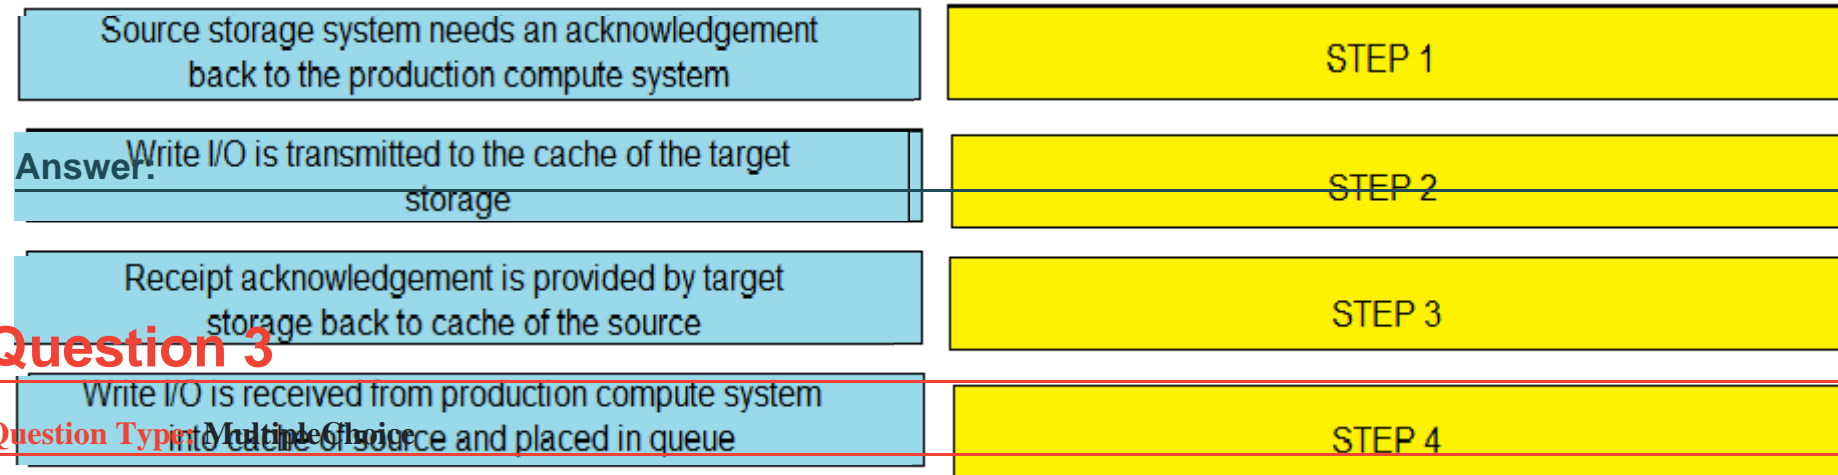 Source storage system needs an acknowledgement
back to the production compute system
STEP 1
Answer:
Write I/O is transmitted to the cache of the target
storage
STEP 2
Receipt acknowledgement is provided by target
storage back to cache of the source
STEP 3
Question 3
Write I/O is received from production compute system
into cache of source and placed in queue
Question Type: MultipleChoice
STEP 4